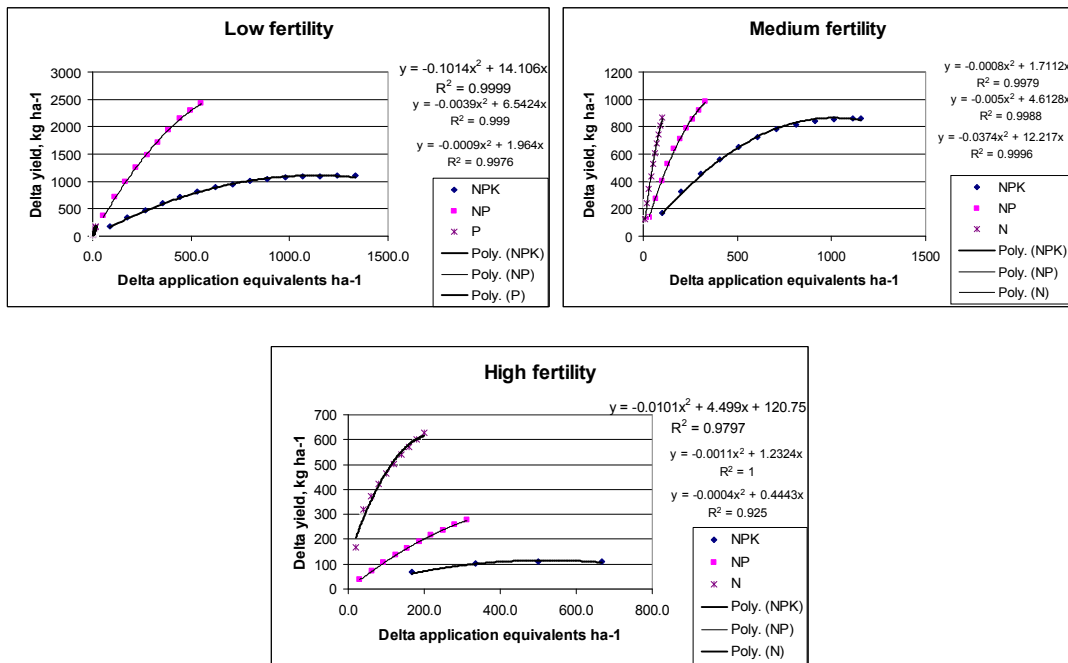 Low fertility
3000
2500
2000
1500
1000
500
0
0.0 500.0 1000.0 1500.0
Delta yield, kg ha-1
Delta application equivalents ha-1
y = -0.1014x² + 14.106x
R² = 0.9999
y = -0.0039x² + 6.5424x
R² = 0.999
y = -0.0009x² + 1.964x
R² = 0.9976
NPK
NP
P
Poly. (NPK)
Poly. (NP)
Poly. (P)
Medium fertility
1200
1000
800
600
400
200
0
0 500 1000 1500
Delta yield, kg ha-1
Delta application equivalents ha-1
y = -0.0008x² + 1.7112x
R² = 0.9979
y = -0.005x² + 4.6128x
R² = 0.9988
y = -0.0374x² + 12.217x
R² = 0.9996
NPK
NP
N
Poly. (NPK)
Poly. (NP)
Poly. (N)
High fertility
700
600
500
400
300
200
100
0
0.0 200.0 400.0 600.0 800.0
Delta yield, kg ha-1
Delta application equivalents ha-1
y = -0.0101x² + 4.499x + 120.75
R² = 0.9797
y = -0.0011x² + 1.2324x
R² = 1
y = -0.0004x² + 0.4443x
R² = 0.925
NPK
NP
N
Poly. (NPK)
Poly. (NP)
Poly. (N)